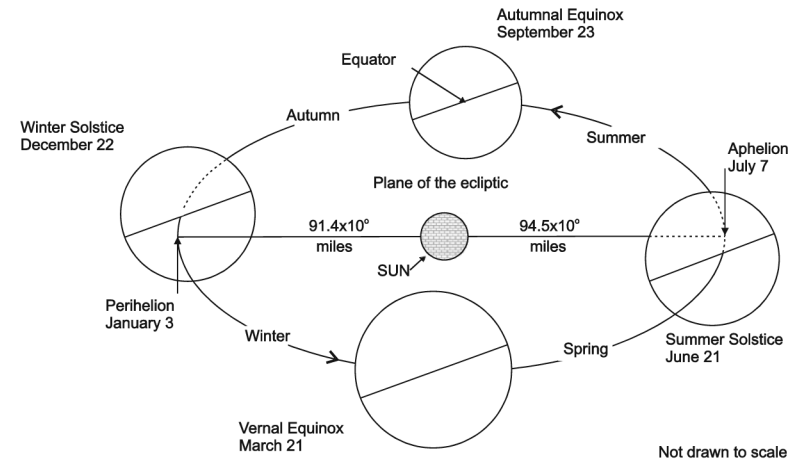 Autumnal Equinox
September 23
Equator
Autumn
Summer
Winter Solstice
December 22
Aphelion
July 7
Plane of the ecliptic
91.4x10⁰
miles
94.5x10⁰
miles
SUN
Perihelion
January 3
Winter
Spring
Summer Solstice
June 21
Vernal Equinox
March 21
Not drawn to scale